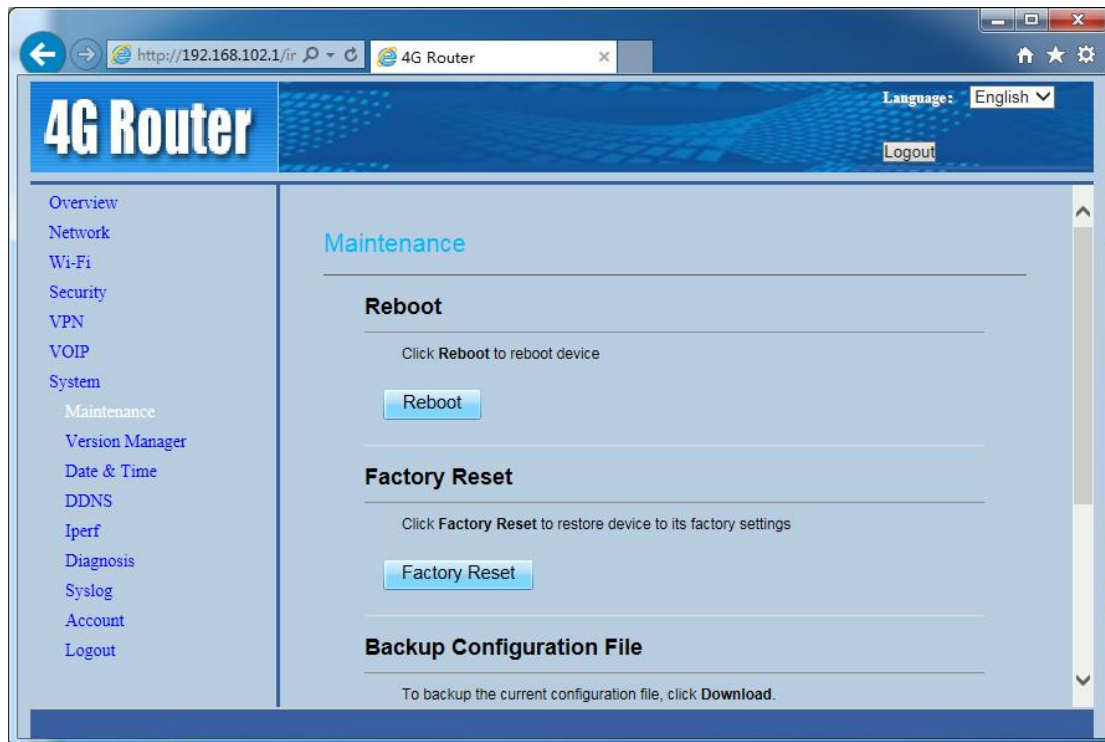 http://192.168.102.1/ir
4G Router
4G Router
Language: English
Logout
Overview
Network
Wi-Fi
Security
VPN
VOIP
System
Maintenance
Version Manager
Date & Time
DDNS
Iperf
Diagnosis
Syslog
Account
Logout
Maintenance
Reboot
Click Reboot to reboot device
Reboot
Factory Reset
Click Factory Reset to restore device to its factory settings
Factory Reset
Backup Configuration File
To backup the current configuration file, click Download.